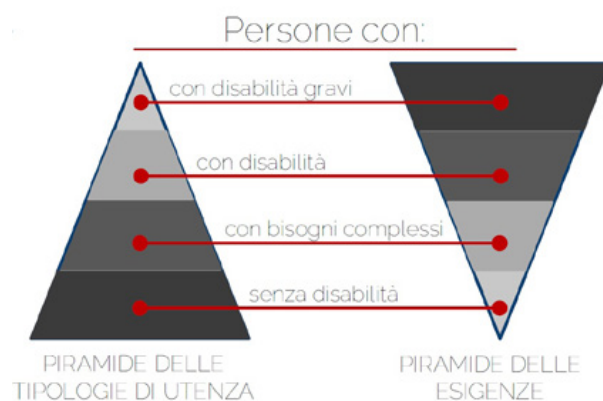 Persone con:
con disabilità gravi
con disabilità
con bisogni complessi
senza disabilità
PIRAMIDE DELLE
TIPOLOGIE DI UTENZA
PIRAMIDE DELLE
ESIGENZE